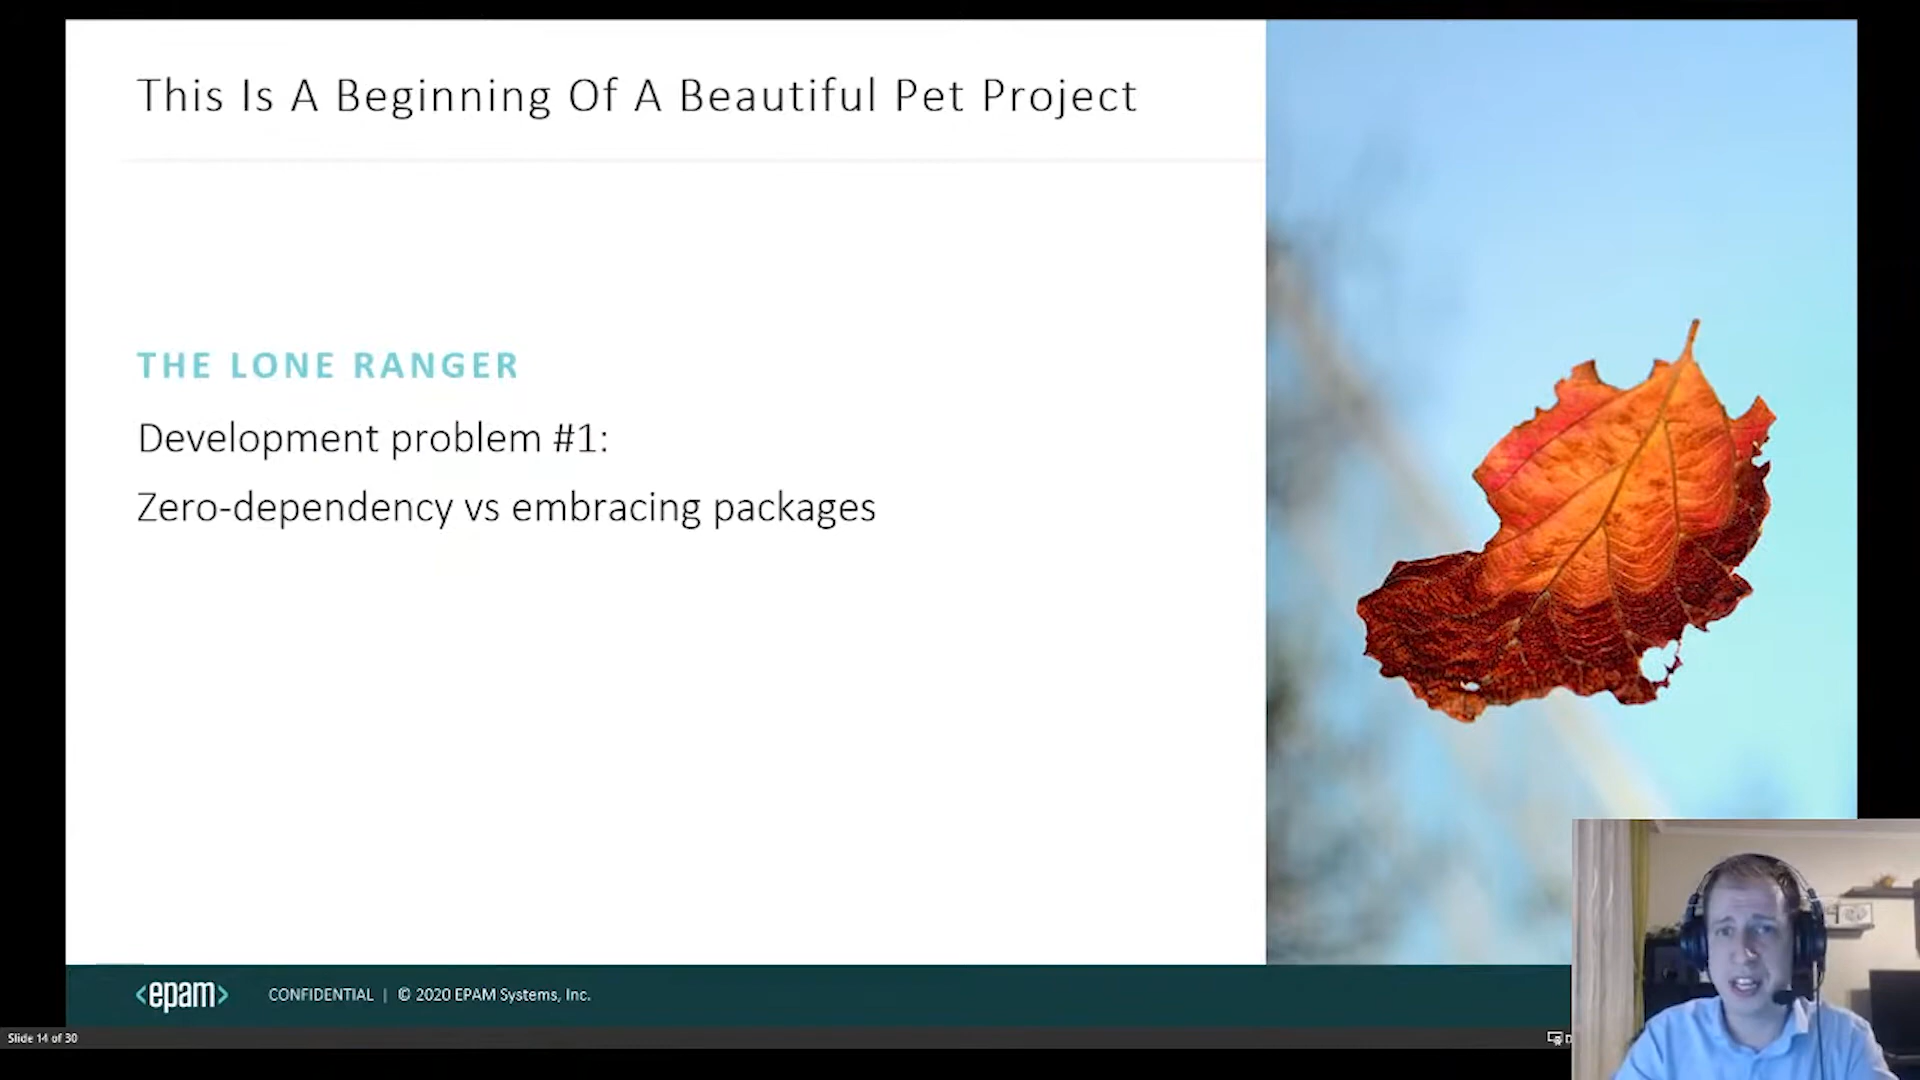 This Is A Beginning Of A Beautiful Pet Project
THE LONE RANGER
Development problem #1:
Zero-dependency vs embracing packages
<epam> CONFIDENTIAL | © 2020 EPAM Systems, Inc.
Slide 14 of 30